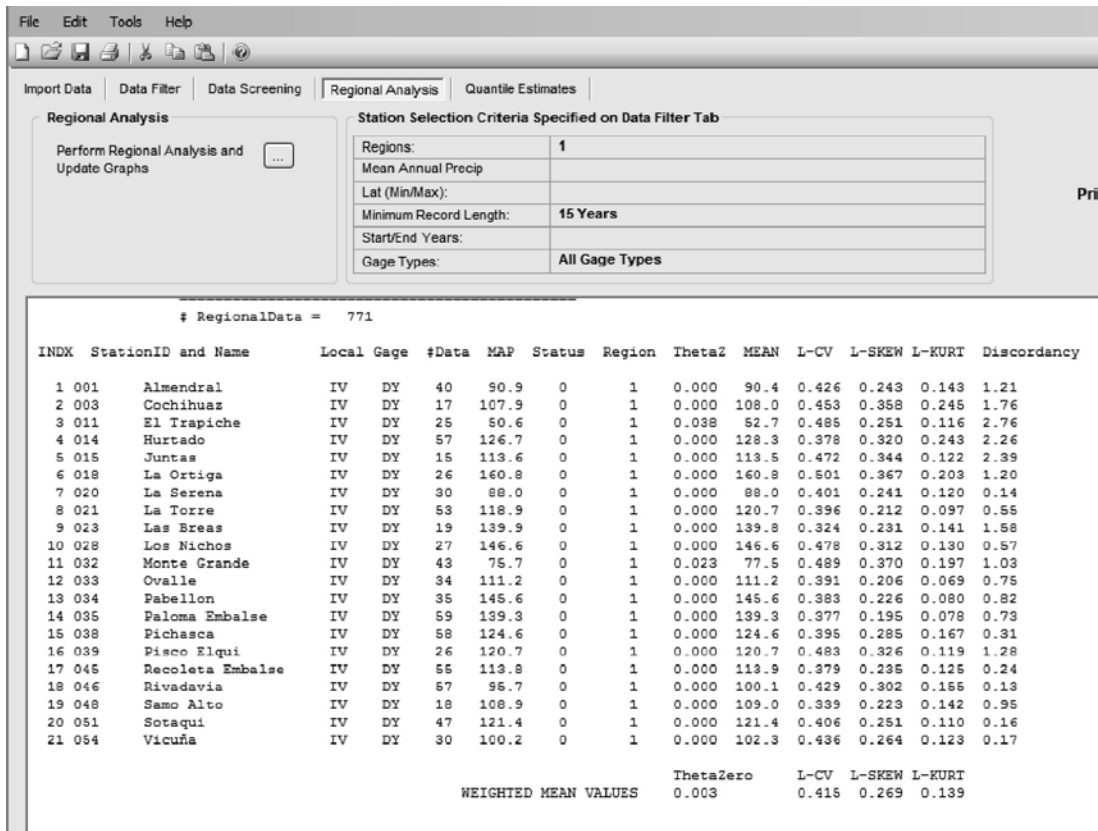 File Edit Tools Help
Import Data Data Filter Data Screening Regional Analysis Quantile Estimates
Regional Analysis
Perform Regional Analysis and
Update Graphs
...
Station Selection Criteria Specified on Data Filter Tab
Regions: 1
Mean Annual Precip
Lat (Min/Max):
Minimum Record Length: 15 Years
Start/End Years:
Gage Types: All Gage Types
Pri
# RegionalData = 771
INDX StationID and Name Local Gage #Data MAP Status Region ThetaZ MEAN L-CV L-SKEW L-KURT Discordancy
1 001 Almendral IV DY 40 90.9 0 1 0.000 90.4 0.426 0.243 0.143 1.21
2 003 Cochihuaz IV DY 17 107.9 0 1 0.000 108.0 0.453 0.358 0.245 1.76
3 011 El Trapiche IV DY 25 50.6 0 1 0.038 52.7 0.485 0.251 0.116 2.76
4 014 Hurtado IV DY 57 126.7 0 1 0.000 128.3 0.378 0.320 0.243 2.26
5 015 Juntas IV DY 15 113.6 0 1 0.000 113.5 0.472 0.344 0.122 2.39
6 018 La Ortiga IV DY 26 160.8 0 1 0.000 160.8 0.501 0.367 0.203 1.20
7 020 La Serena IV DY 30 88.0 0 1 0.000 88.0 0.401 0.241 0.120 0.14
8 021 La Torre IV DY 53 118.9 0 1 0.000 120.7 0.396 0.212 0.097 0.55
9 023 Las Breas IV DY 19 139.9 0 1 0.000 139.8 0.324 0.231 0.141 1.58
10 028 Los Nichos IV DY 27 146.6 0 1 0.000 146.6 0.478 0.312 0.130 0.57
11 032 Monte Grande IV DY 43 75.7 0 1 0.023 77.5 0.489 0.370 0.197 1.03
12 033 Ovalle IV DY 34 111.2 0 1 0.000 111.2 0.391 0.206 0.069 0.75
13 034 Pabellon IV DY 35 145.6 0 1 0.000 145.6 0.383 0.226 0.080 0.82
14 035 Paloma Embalse IV DY 59 139.3 0 1 0.000 139.3 0.377 0.195 0.078 0.73
15 038 Pichasca IV DY 58 124.6 0 1 0.000 124.6 0.395 0.285 0.167 0.31
16 039 Pisco Elqui IV DY 26 120.7 0 1 0.000 120.7 0.483 0.326 0.119 1.28
17 045 Recoleta Embalse IV DY 55 113.8 0 1 0.000 113.9 0.379 0.235 0.125 0.24
18 046 Rivadavia IV DY 57 95.7 0 1 0.000 100.1 0.429 0.302 0.155 0.13
19 048 Samo Alto IV DY 18 108.9 0 1 0.000 109.0 0.339 0.223 0.142 0.95
20 051 Sotaqui IV DY 47 121.4 0 1 0.000 121.4 0.406 0.251 0.110 0.16
21 054 Vicuña IV DY 30 100.2 0 1 0.000 102.3 0.436 0.264 0.123 0.17
ThetaZero L-CV L-SKEW L-KURT
WEIGHTED MEAN VALUES 0.003 0.415 0.269 0.139